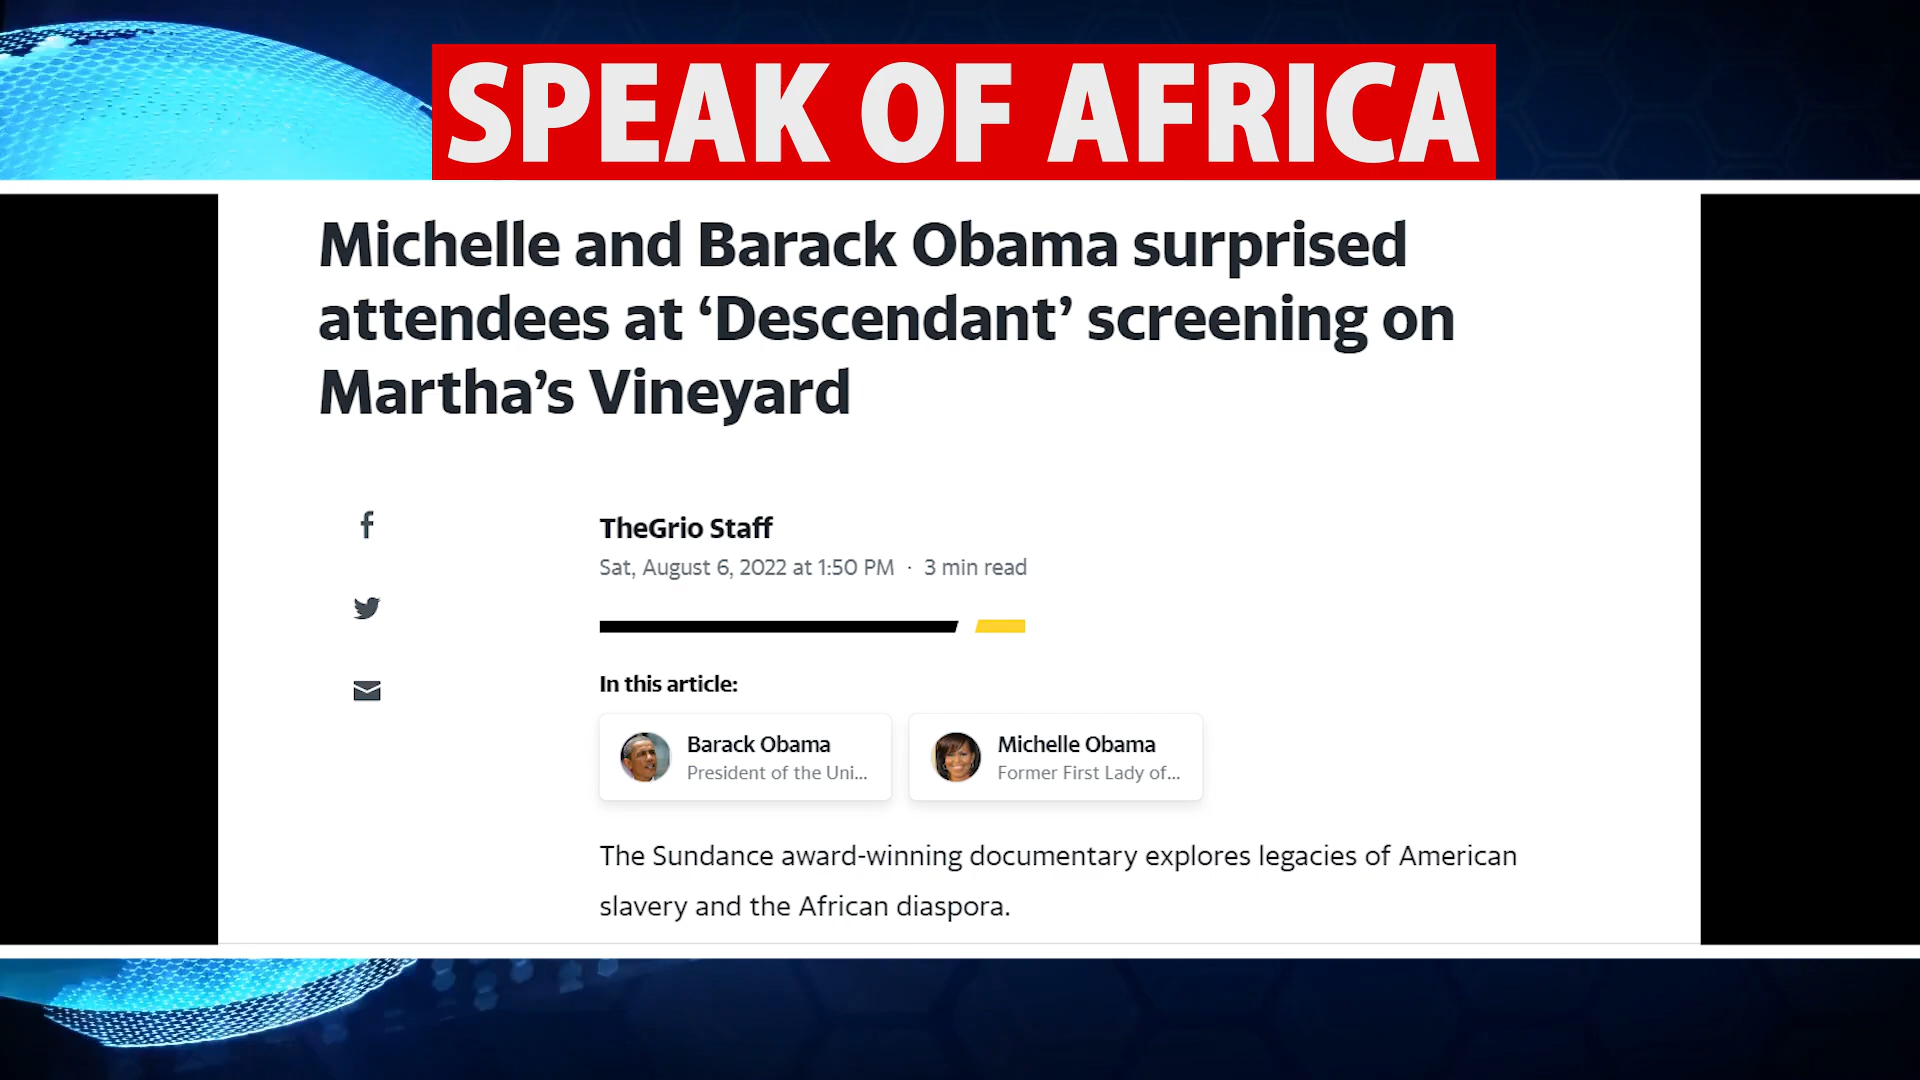 SPEAK OF AFRICA
Michelle and Barack Obama surprised
attendees at ‘Descendant’ screening on
Martha’s Vineyard
TheGrio Staff
Sat, August 6, 2022 at 1:50 PM · 3 min read
In this article:
Barack Obama
President of the Uni...
Michelle Obama
Former First Lady of...
The Sundance award-winning documentary explores legacies of American
slavery and the African diaspora.